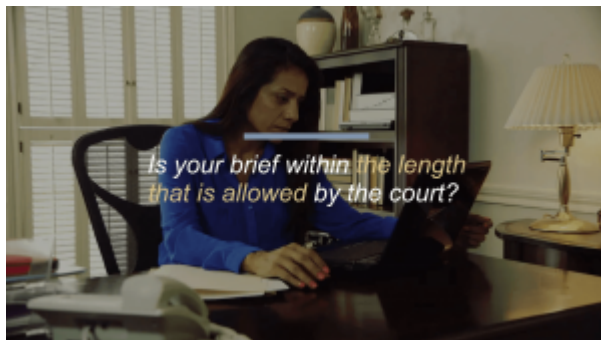 Is your brief within the length
that is allowed by the court?